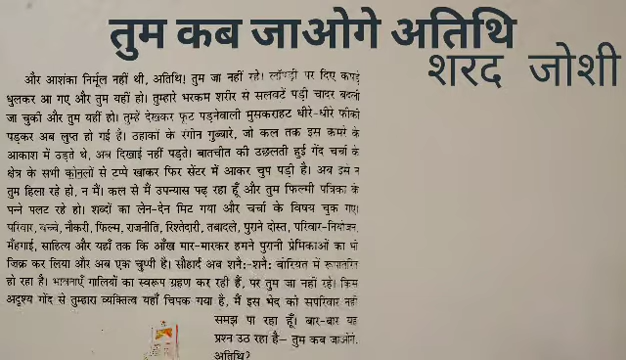 तुम कब जाओगे अतिथि
शरद जोशी
और आशंका निर्मूल नहीं थी, अतिथि! तुम जा नहीं रहे। लॉण्ड्री पर दिए कपड़े
धुलकर आ गए और तुम यहीं हो। तुम्हारे भरकम शरीर से सलवटें पड़ी चादर बदली
जा चुकी और तुम यहीं हो। तुम्हें देखकर फूट पड़नेवाली मुसकराहट धीरे-धीरे फीकी
पड़कर अब लुप्त हो गई है। ठहाकों के रंगीन गुब्बारे, जो कल तक इस कमरे के
आकाश में उड़ते थे, अब दिखाई नहीं पड़ते। बातचीत की उछलती हुई गेंद चर्चा के
क्षेत्र के सभी कोनलों से टप्पे खाकर फिर सेंटर में आकर चुप पड़ी है। अब इसे न
तुम हिला रहे हो, न मैं। कल से मैं उपन्यास पढ़ रहा हूँ और तुम फिल्मी पत्रिका के
पन्ने पलट रहे हो। शब्दों का लेन-देन मिट गया और चर्चा के विषय चुक गए।
परिवार, बच्चे, नौकरी, फिल्म, राजनीति, रिश्तेदारी, तबादले, पुराने दोस्त, परिवार-नियोजन,
मँहगाई, साहित्य और यहाँ तक कि आँख मार-मारकर हमने पुरानी प्रेमिकाओं का भी
ज़िक्र कर लिया और अब एक चुप्पी है। सौहार्द अब शनैः-शनैः बोरियत में रूपांतरित
हो रहा है। भावनाएँ गालियों का स्वरूप ग्रहण कर रही हैं, पर तुम जा नहीं रहे। किस
अदृश्य गोंद से तुम्हारा व्यक्तित्व यहाँ चिपक गया है, मैं इस भेद को सपरिवार नहीं
समझ पा रहा हूँ। बार-बार यह
प्रश्न उठ रहा है– तुम कब जाओगे,
अतिथि?